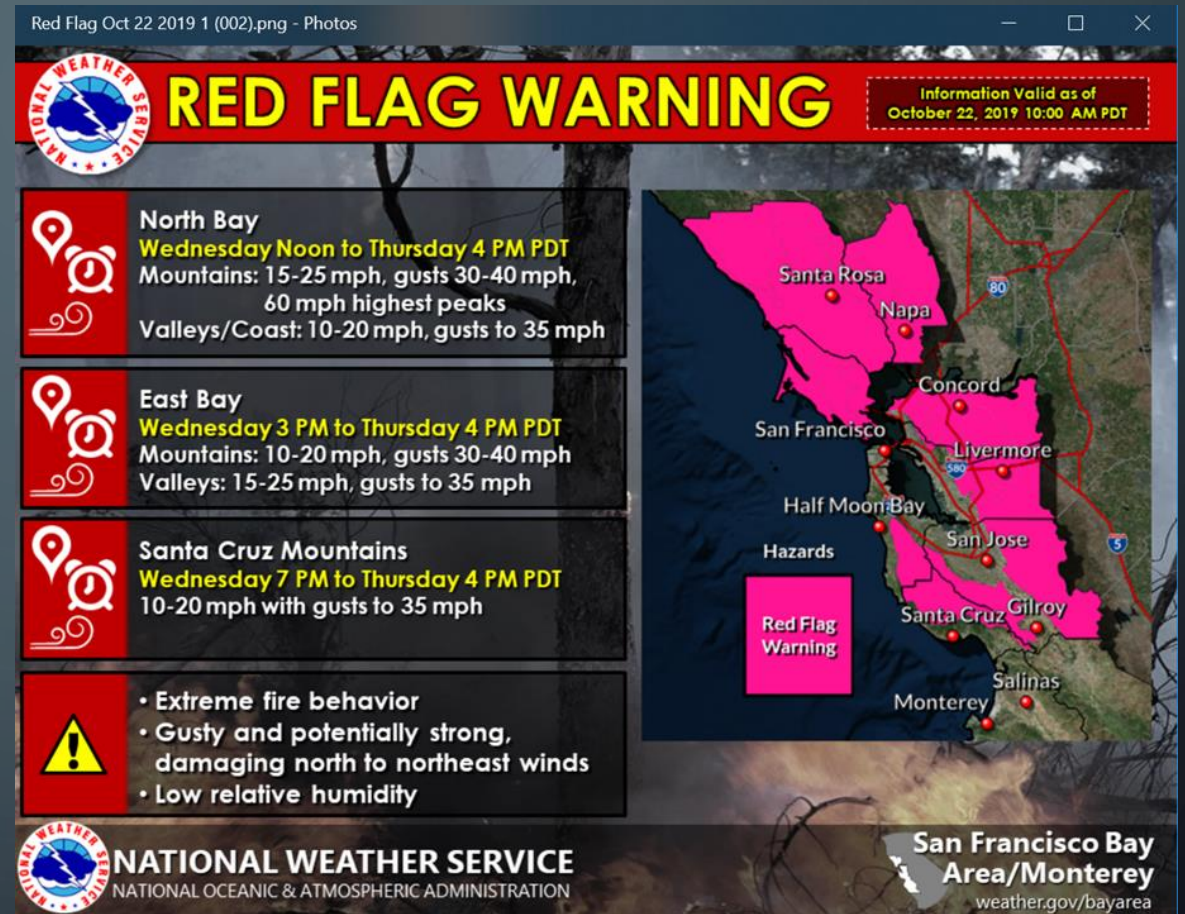 Red Flag Oct 22 2019 1 (002).png - Photos
NATIONAL WEATHER SERVICE
RED FLAG WARNING
Information Valid as of
October 22, 2019 10:00 AM PDT
North Bay
Wednesday Noon to Thursday 4 PM PDT
Mountains: 15-25 mph, gusts 30-40 mph,
60 mph highest peaks
Valleys/Coast: 10-20 mph, gusts to 35 mph
East Bay
Wednesday 3 PM to Thursday 4 PM PDT
Mountains: 10-20 mph, gusts 30-40 mph
Valleys: 15-25 mph, gusts to 35 mph
Santa Cruz Mountains
Wednesday 7 PM to Thursday 4 PM PDT
10-20 mph with gusts to 35 mph
• Extreme fire behavior
• Gusty and potentially strong,
damaging north to northeast winds
• Low relative humidity
Santa Rosa
80
Napa
Concord
San Francisco
Livermore
580
Half Moon Bay
San Jose
5
Hazards
Red Flag
Warning
Santa Cruz
Gilroy
Salinas
Monterey
NATIONAL WEATHER SERVICE
NATIONAL WEATHER SERVICE
NATIONAL OCEANIC & ATMOSPHERIC ADMINISTRATION
San Francisco Bay
Area/Monterey
weather.gov/bayarea